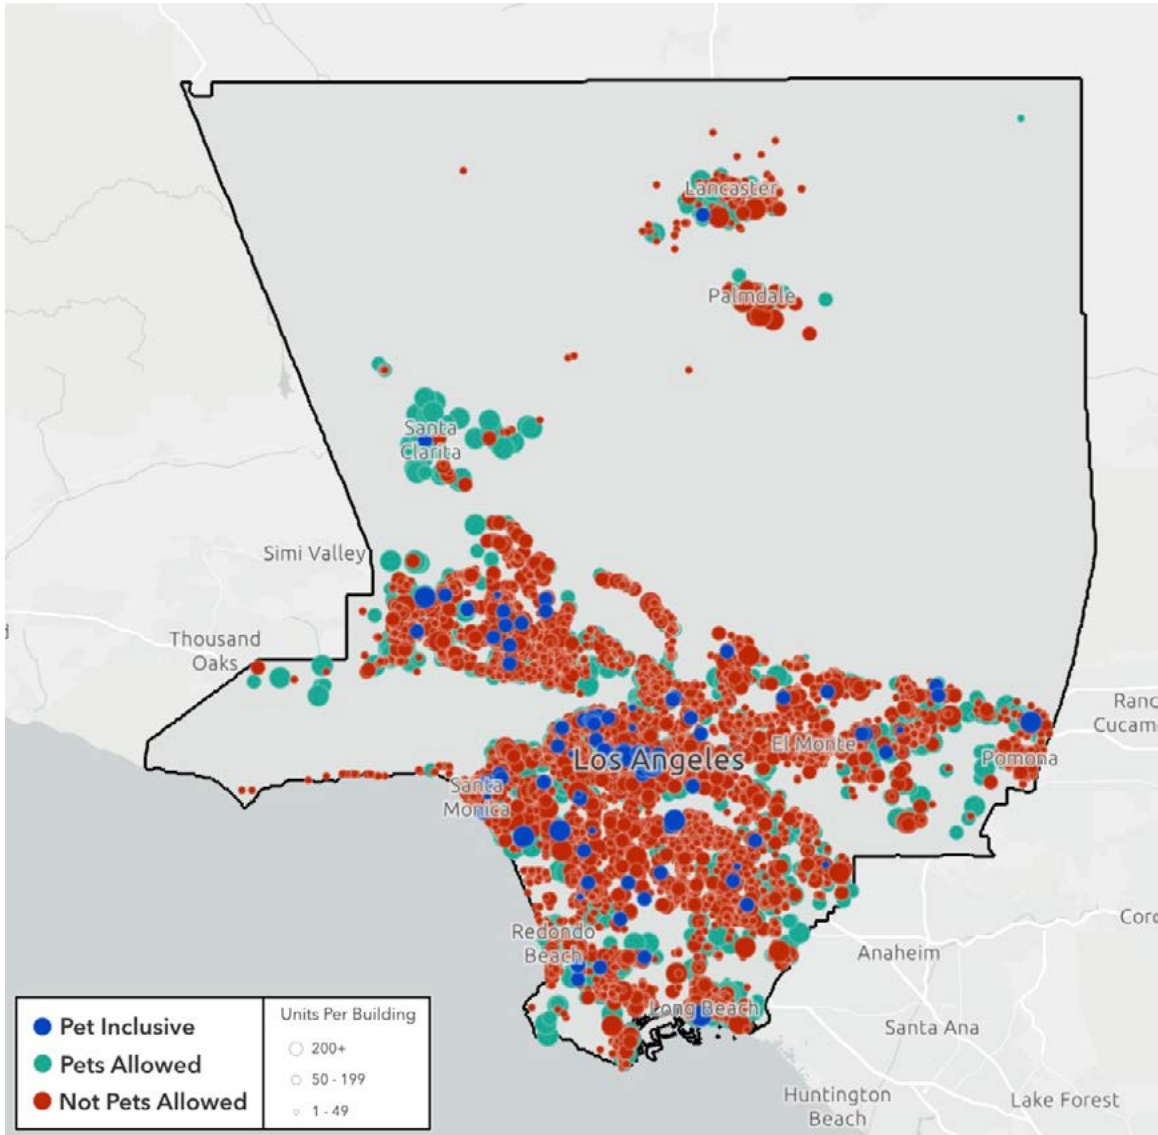 Lancaster
Palmdale
Santa
Clarita
Simi Valley
Thousand
Oaks
Ranc
Cucam
El Monte
Los Angeles
Pomona
Santa
Monica
Redondo
Beach
Corc
Anaheim
Long Beach
Santa Ana
Huntington
Beach
Lake Forest
Pet Inclusive
Pets Allowed
Not Pets Allowed
Units Per Building
200+
50 - 199
1 - 49